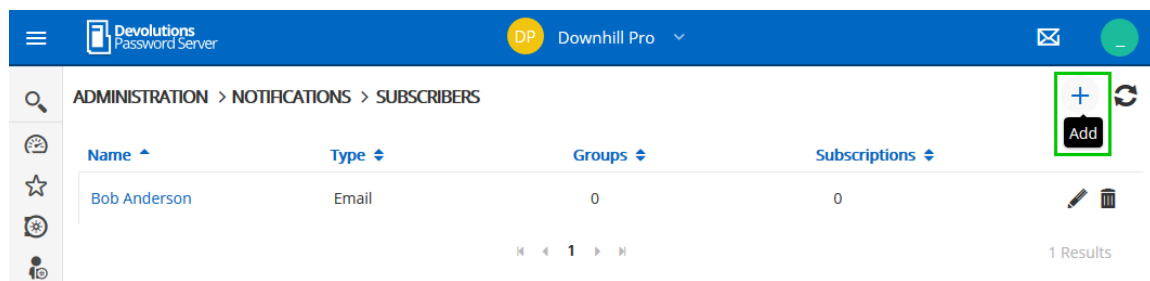 Devolutions
Password Server
DP Downhill Pro
ADMINISTRATION > NOTIFICATIONS > SUBSCRIBERS
Add
Name Type Groups Subscriptions
Bob Anderson Email 0 0
1
1 Results